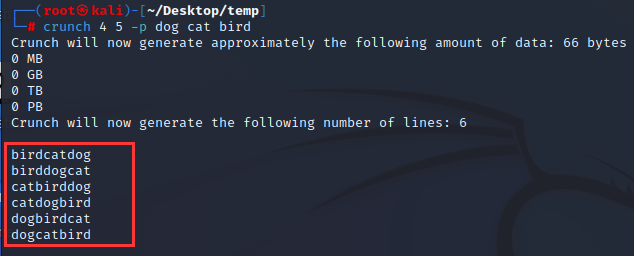 ┌──(root㉿kali)-[~/Desktop/temp]
└─# crunch 4 5 -p dog cat bird
Crunch will now generate approximately the following amount of data: 66 bytes
0 MB
0 GB
0 TB
0 PB
Crunch will now generate the following number of lines: 6
birdcatdog
birddogcat
catbirddog
catdogbird
dogbirdcat
dogcatbird